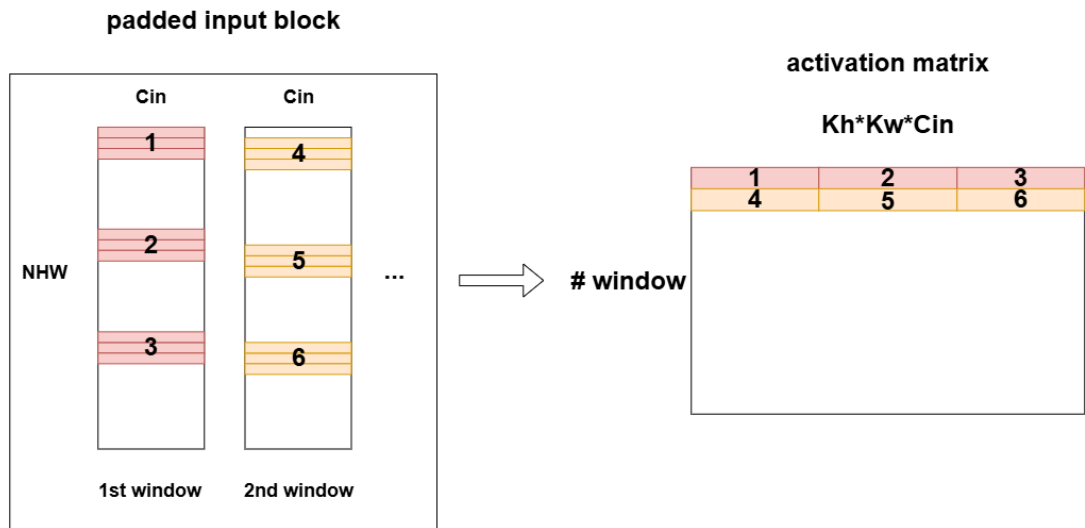 padded input block
Cin Cin
1
4
2
NHW
5
...
3
6
1st window 2nd window
activation matrix
Kh*Kw*Cin
1 2 3
4 5 6
# window